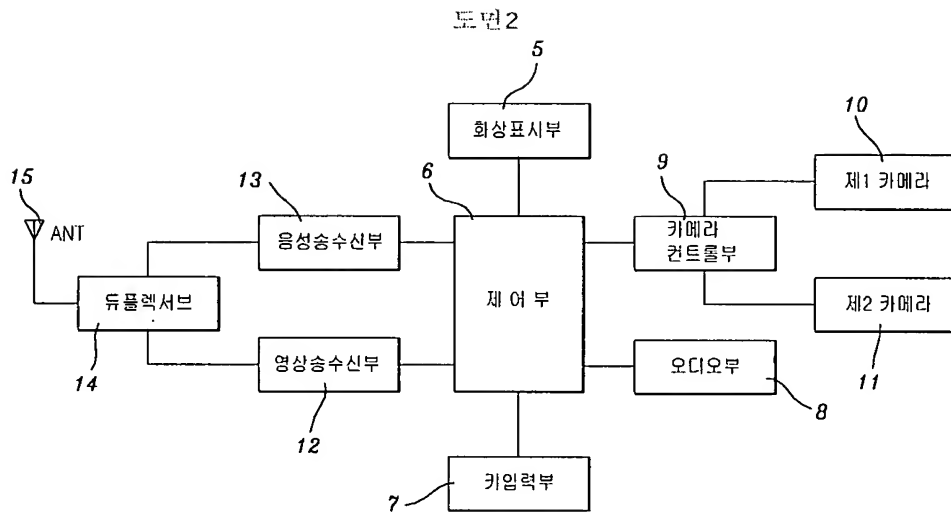 도면2
5
화상표시부
10
제1 카메라
15
ANT
13
음성송수신부
6
제 어 부
9
카메라
컨트롤부
듀플렉서브
14
영상송수신부
12
제2 카메라
11
오디오부
8
키입력부
7